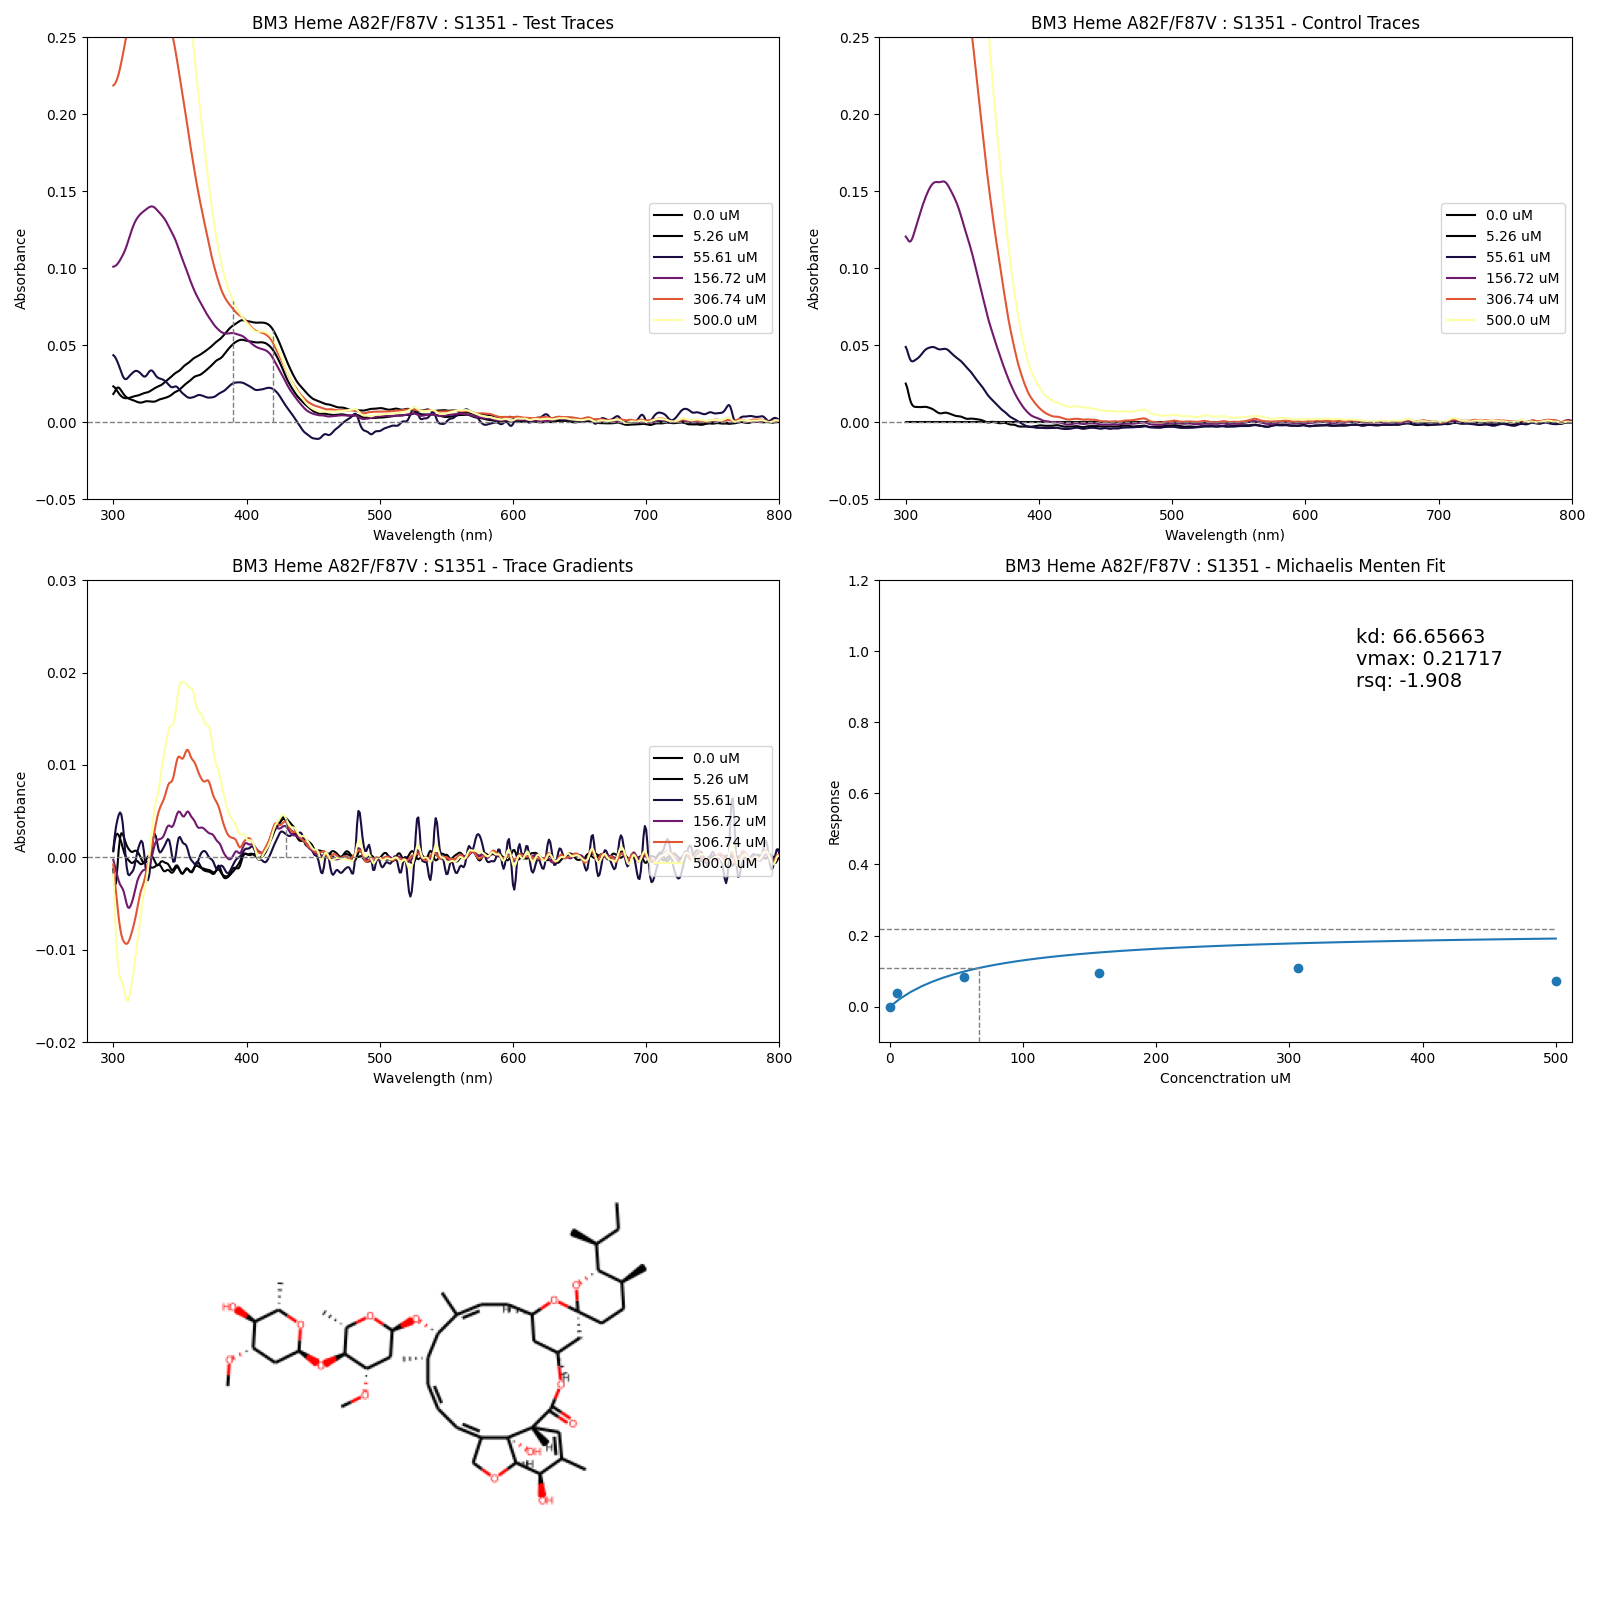 BM3 Heme A82F/F87V : S1351 - Test Traces
0.25
0.20
0.15
0.10
0.05
0.00
−0.05
Absorbance
300 400 500 600 700 800
Wavelength (nm)
0.0 uM
5.26 uM
55.61 uM
156.72 uM
306.74 uM
500.0 uM
BM3 Heme A82F/F87V : S1351 - Control Traces
0.25
0.20
0.15
0.10
0.05
0.00
−0.05
Absorbance
300 400 500 600 700 800
Wavelength (nm)
0.0 uM
5.26 uM
55.61 uM
156.72 uM
306.74 uM
500.0 uM
BM3 Heme A82F/F87V : S1351 - Trace Gradients
0.03
0.02
0.01
0.00
−0.01
−0.02
Absorbance
300 400 500 600 700 800
Wavelength (nm)
0.0 uM
5.26 uM
55.61 uM
156.72 uM
306.74 uM
500.0 uM
BM3 Heme A82F/F87V : S1351 - Michaelis Menten Fit
1.2
1.0
0.8
0.6
0.4
0.2
0.0
Response
0 100 200 300 400 500
Concenctration uM
kd: 66.65663
vmax: 0.21717
rsq: -1.908
O
H
O
HO
O
O
O
O
O
O
H
O
O
O
OH
H
H
O
OH